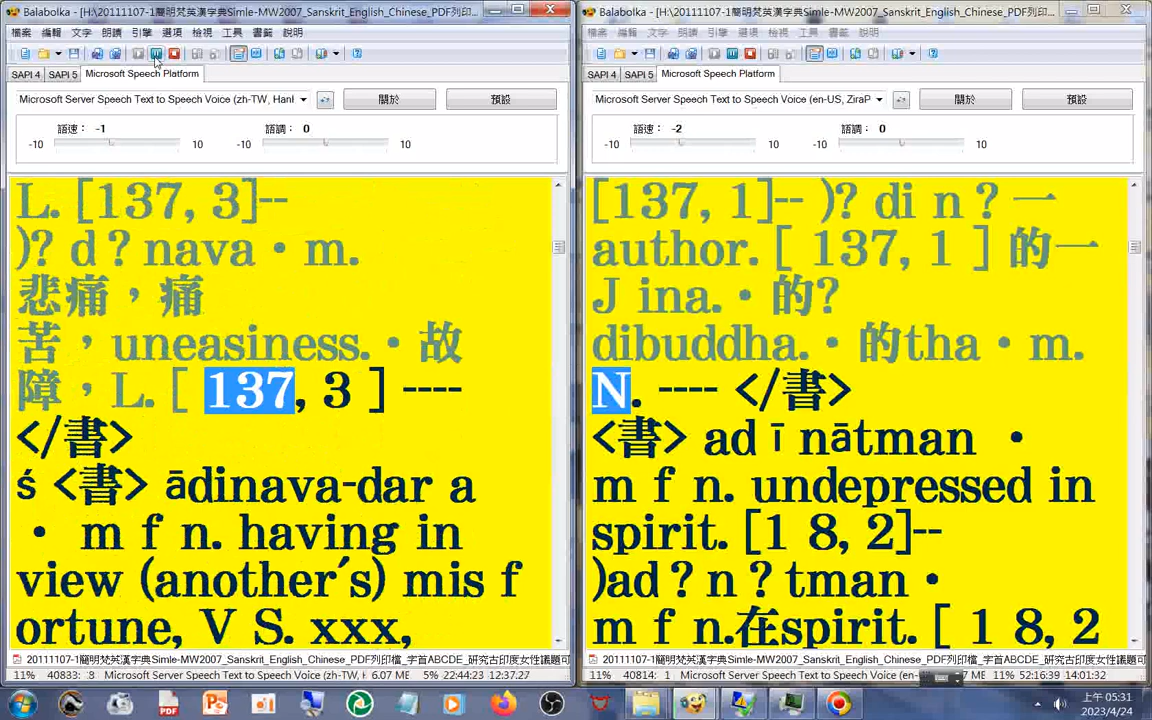 Balabolka - [H:\20111107-1簡明梵英漢字典Simle-MW2007_Sanskrit_English_Chinese_PDF列印...
檔案 編輯 文字 朗讀 引擎 選項 檢視 工具 書籤 說明
SAPI 4 SAPI 5 Microsoft Speech Platform
Microsoft Server Speech Text to Speech Voice (zh-TW, Hanl
關於 預設
語速： -1 語調： 0
-10 10 -10 10
L. [137, 3]--
)? d ? nava • m.
悲痛，痛
苦，uneasiness. • 故
障，L. [ 137, 3 ] ----
</書>
ś <書> ādinava-dar a
• m f n. having in
view (another's) mis f
ortune, V S. xxx,
20111107-1簡明梵英漢字典Simle-MW2007_Sanskrit_English_Chinese_PDF列印檔_字首ABCDE_研究古印度女性議題可
11% 40833: :8 Microsoft Speech Platform Microsoft Server Speech Text to Speech Voice (zh-TW, H 6.07 ME 5% 22:44:23 12:37.27
Balabolka - [H:\20111107-1簡明梵英漢字典Simle-MW2007_Sanskrit_English_Chinese_PDF列印...
檔案 編輯 文字 朗讀 引擎 選項 檢視 工具 書籤 說明
SAPI 4 SAPI 5 Microsoft Speech Platform
Microsoft Server Speech Text to Speech Voice (en-US, ZiraP
關於 預設
語速： -2 語調： 0
-10 10 -10 10
[137, 1]-- )? di n ? 一
author. [ 137, 1 ] 的一
J ina. • 的?
dibuddha. • 的tha • m.
N. ---- </書>
<書> ad ī nātman •
m f n. undepressed in
spirit. [1 8, 2]--
)ad ? n ? tman •
m f n.在spirit. [ 1 8, 2
20111107-1簡明梵英漢字典Simle-MW2007_Sanskrit_English_Chinese_PDF列印檔_字首ABCDE_研究古印度女性議題可
11% 40814: 1 Microsoft Server Speech Text to Speech Voice 11% 52:16:39 14:01:32
上午 05:31
2023/4/24